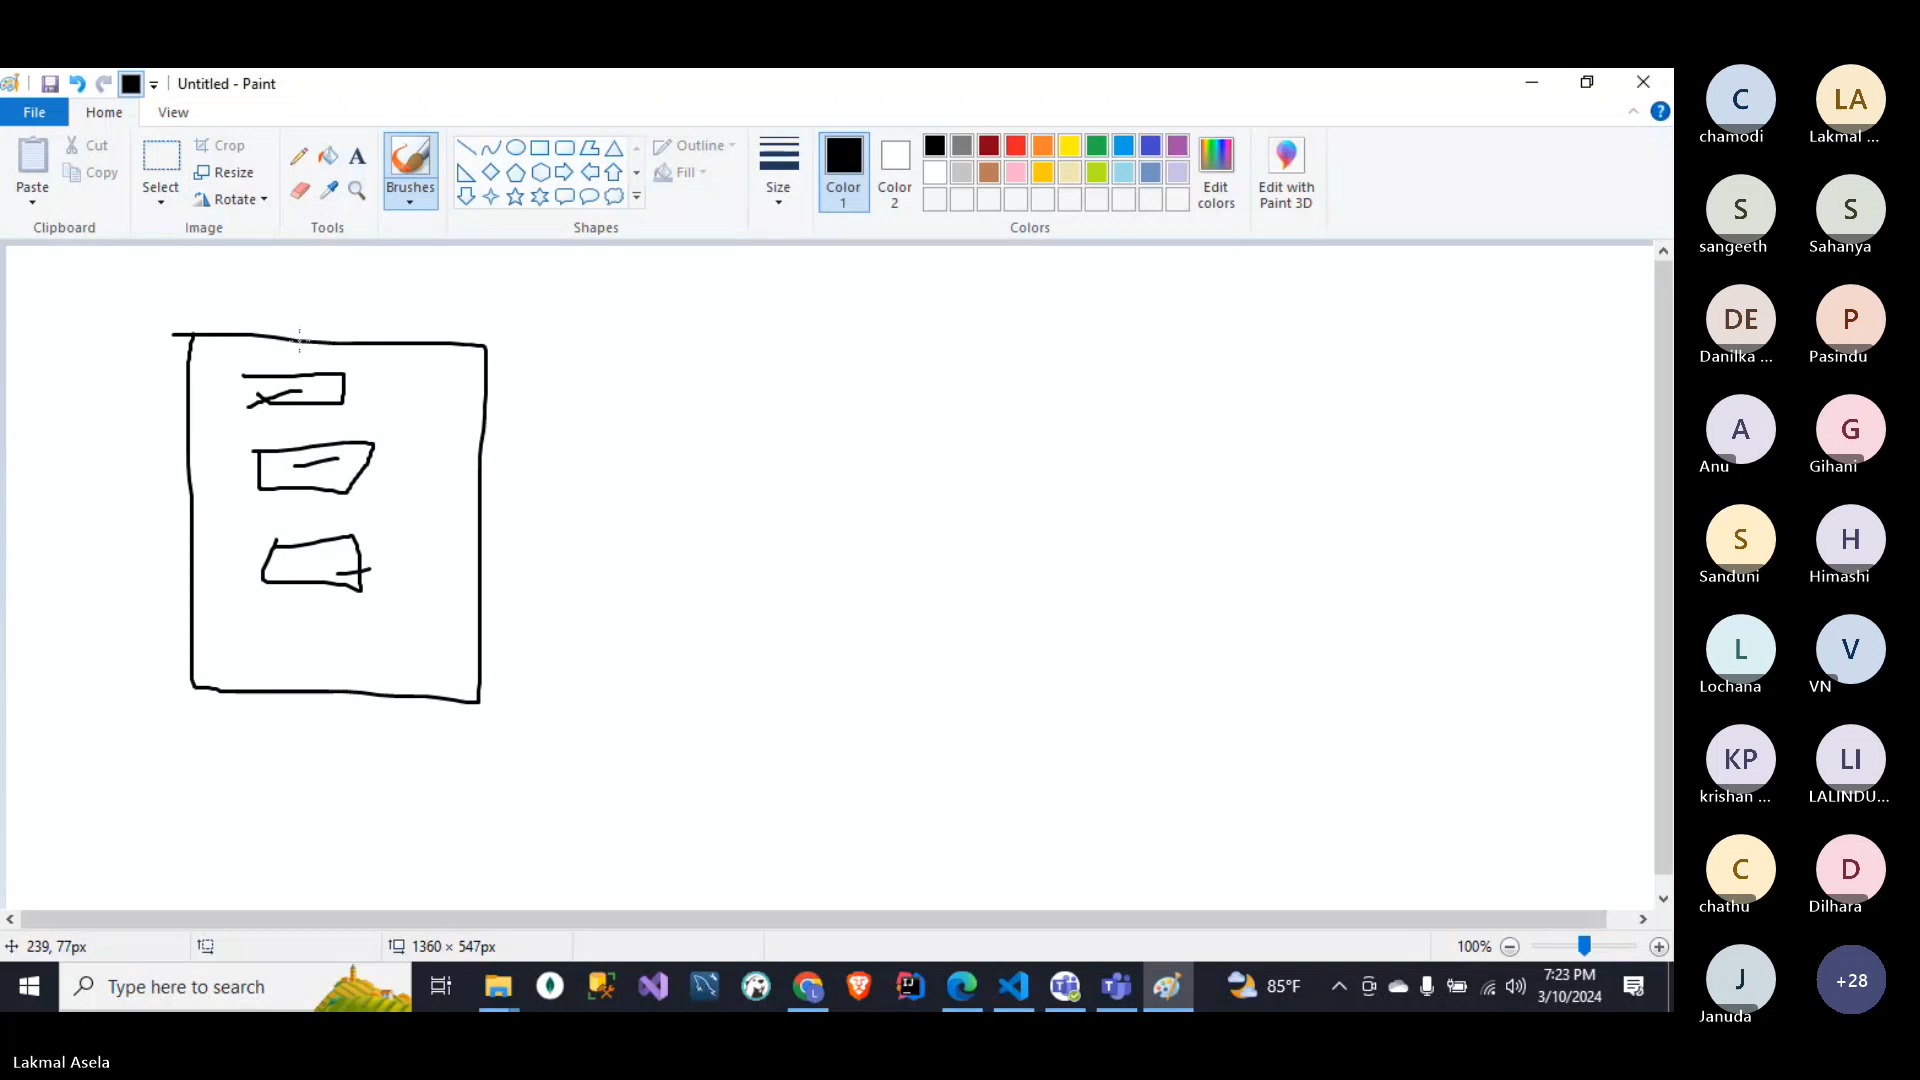 Untitled - Paint
File Home View
Paste Cut Copy Clipboard
Select Crop Resize Rotate Image
A Tools
Brushes
Shapes
Outline Fill
Size
Color 1
Color 2
Edit colors
Colors
Edit with Paint 3D
239, 77px
1360 × 547px
100%
Type here to search
85°F
7:23 PM
3/10/2024
C LA
chamodi Lakmal ...
S S
sangeeth Sahanya
DE P
Danilka ... Pasindu
A G
Anu Gihani
S H
Sanduni Himashi
L V
Lochana VN
KP LI
krishan ... LALINDU...
C D
chathu Dilhara
J +28
Januda
Lakmal Asela